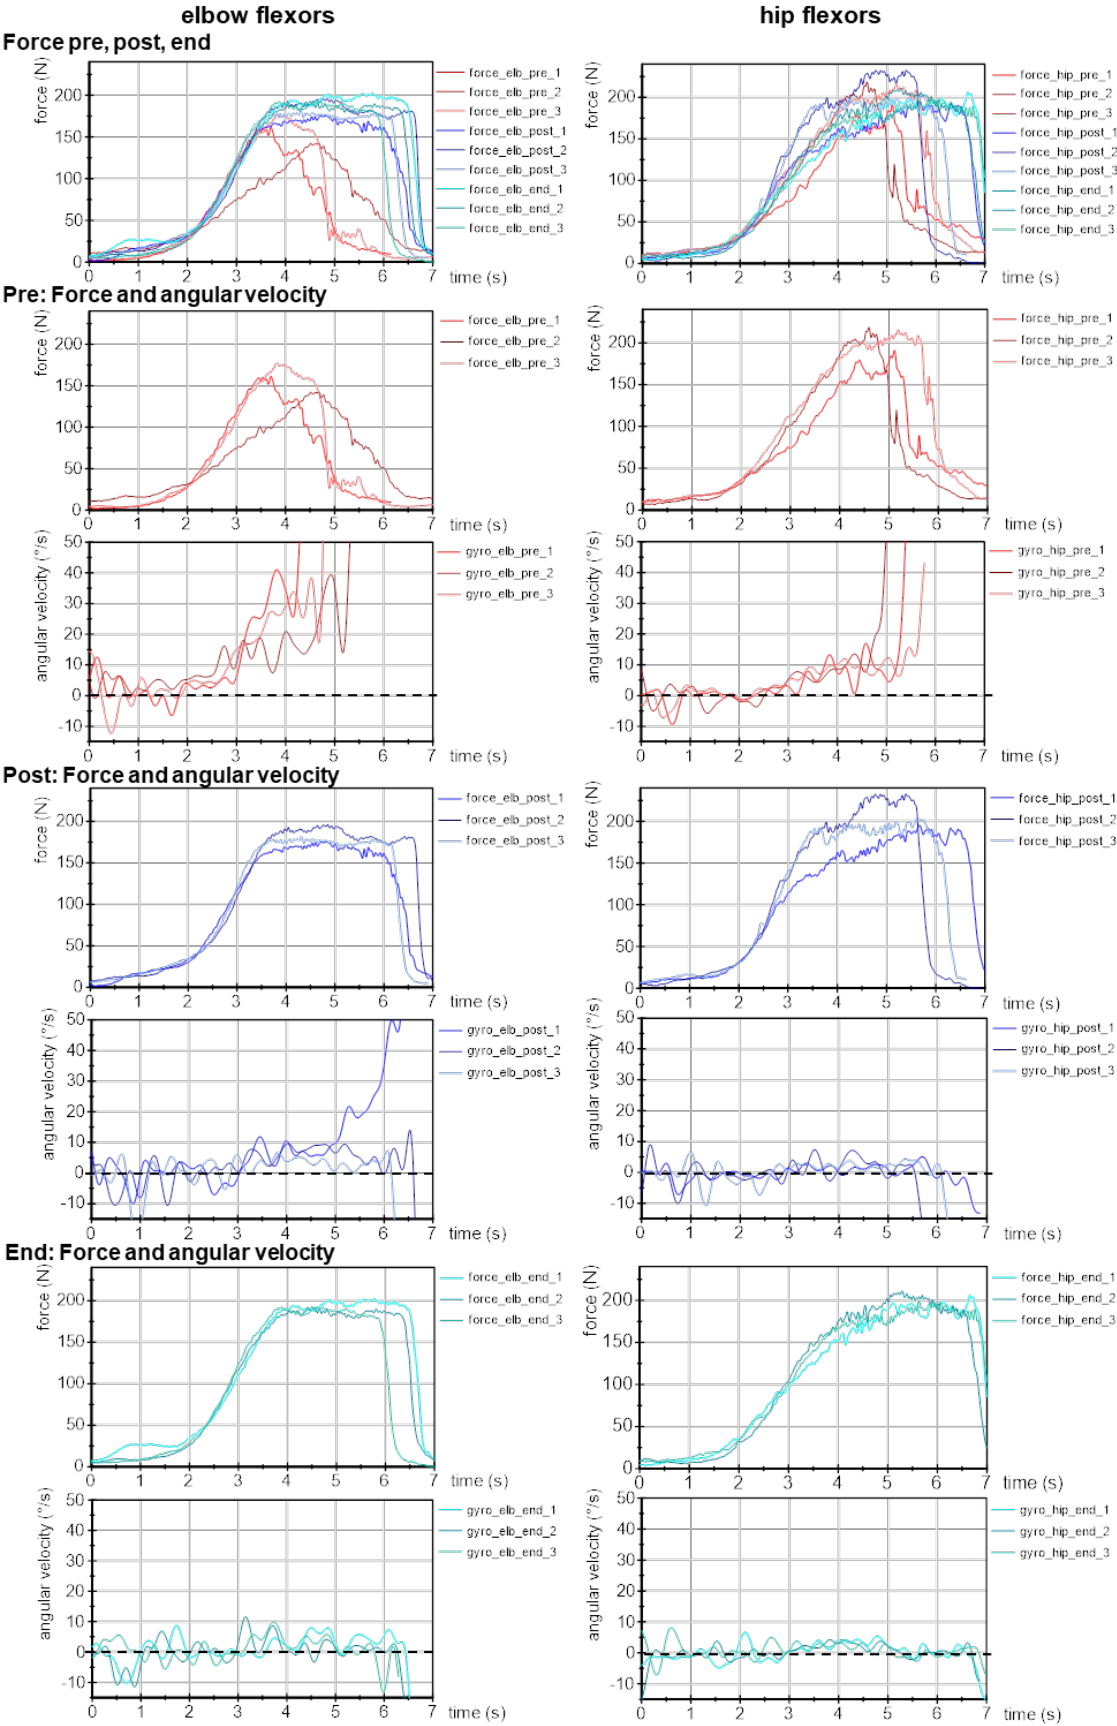 elbow flexors
hip flexors
Force pre, post, end
force (N)
200
150
100
50
0
0 1 2 3 4 5 6 7
time (s)
force_elb_pre_1
force_elb_pre_2
force_elb_pre_3
force_elb_post_1
force_elb_post_2
force_elb_post_3
force_elb_end_1
force_elb_end_2
force_elb_end_3
force (N)
200
150
100
50
0
0 1 2 3 4 5 6 7
time (s)
force_hip_pre_1
force_hip_pre_2
force_hip_pre_3
force_hip_post_1
force_hip_post_2
force_hip_post_3
force_hip_end_1
force_hip_end_2
force_hip_end_3
Pre: Force and angular velocity
force (N)
200
150
100
50
0
0 1 2 3 4 5 6 7
time (s)
force_elb_pre_1
force_elb_pre_2
force_elb_pre_3
force (N)
200
150
100
50
0
0 1 2 3 4 5 6 7
time (s)
force_hip_pre_1
force_hip_pre_2
force_hip_pre_3
angular velocity (°/s)
50
40
30
20
10
0
-10
0 1 2 3 4 5 6 7
time (s)
gyro_elb_pre_1
gyro_elb_pre_2
gyro_elb_pre_3
angular velocity (°/s)
50
40
30
20
10
0
-10
0 1 2 3 4 5 6 7
time (s)
gyro_hip_pre_1
gyro_hip_pre_2
gyro_hip_pre_3
Post: Force and angular velocity
force (N)
200
150
100
50
0
0 1 2 3 4 5 6 7
time (s)
force_elb_post_1
force_elb_post_2
force_elb_post_3
force (N)
200
150
100
50
0
0 1 2 3 4 5 6 7
time (s)
force_hip_post_1
force_hip_post_2
force_hip_post_3
angular velocity (°/s)
50
40
30
20
10
0
-10
0 1 2 3 4 5 6 7
time (s)
gyro_elb_post_1
gyro_elb_post_2
gyro_elb_post_3
angular velocity (°/s)
50
40
30
20
10
0
-10
0 1 2 3 4 5 6 7
time (s)
gyro_hip_post_1
gyro_hip_post_2
gyro_hip_post_3
End: Force and angular velocity
force (N)
200
150
100
50
0
0 1 2 3 4 5 6 7
time (s)
force_elb_end_1
force_elb_end_2
force_elb_end_3
force (N)
200
150
100
50
0
0 1 2 3 4 5 6 7
time (s)
force_hip_end_1
force_hip_end_2
force_hip_end_3
angular velocity (°/s)
50
40
30
20
10
0
-10
0 1 2 3 4 5 6 7
time (s)
gyro_elb_end_1
gyro_elb_end_2
gyro_elb_end_3
angular velocity (°/s)
50
40
30
20
10
0
-10
0 1 2 3 4 5 6 7
time (s)
gyro_hip_end_1
gyro_hip_end_2
gyro_hip_end_3